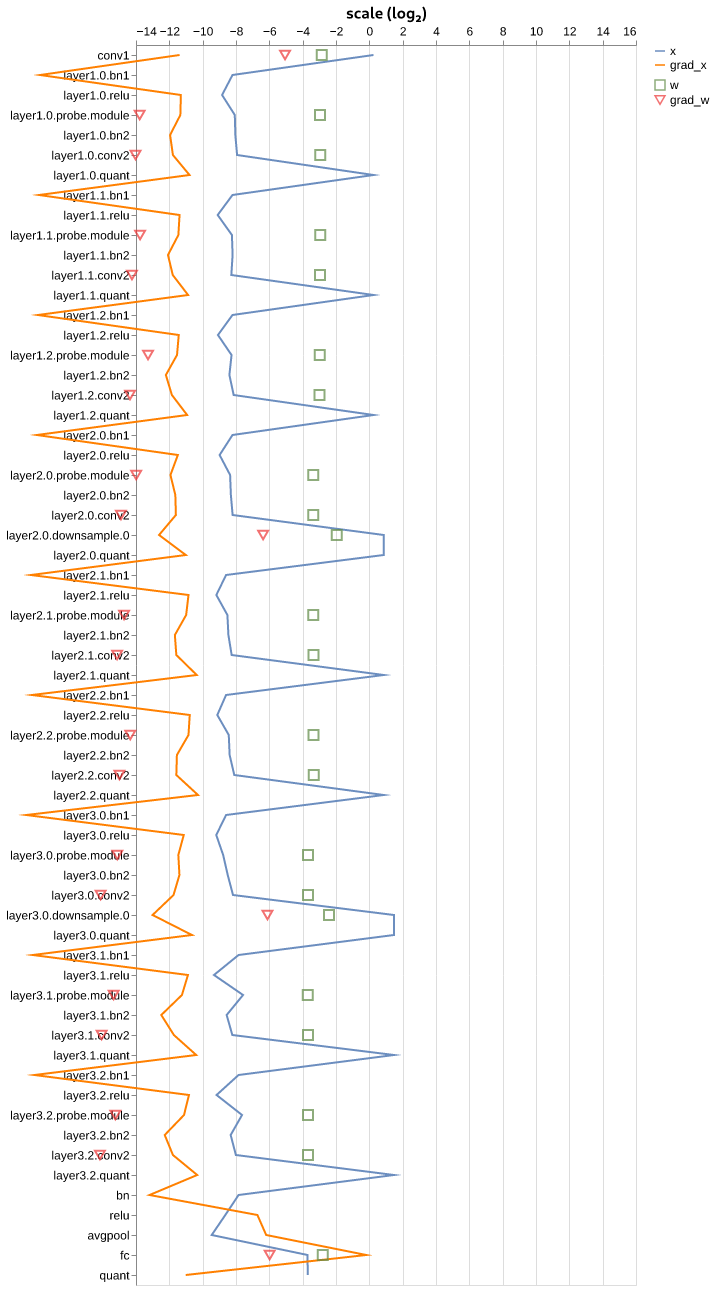 scale (log₂)
−14 −12 −10 −8 −6 −4 −2 0 2 4 6 8 10 12 14 16
x
grad_x
w
grad_w
conv1
layer1.0.bn1
layer1.0.relu
layer1.0.probe.module
layer1.0.bn2
layer1.0.conv2
layer1.0.quant
layer1.1.bn1
layer1.1.relu
layer1.1.probe.module
layer1.1.bn2
layer1.1.conv2
layer1.1.quant
layer1.2.bn1
layer1.2.relu
layer1.2.probe.module
layer1.2.bn2
layer1.2.conv2
layer1.2.quant
layer2.0.bn1
layer2.0.relu
layer2.0.probe.module
layer2.0.bn2
layer2.0.conv2
layer2.0.downsample.0
layer2.0.quant
layer2.1.bn1
layer2.1.relu
layer2.1.probe.module
layer2.1.bn2
layer2.1.conv2
layer2.1.quant
layer2.2.bn1
layer2.2.relu
layer2.2.probe.module
layer2.2.bn2
layer2.2.conv2
layer2.2.quant
layer3.0.bn1
layer3.0.relu
layer3.0.probe.module
layer3.0.bn2
layer3.0.conv2
layer3.0.downsample.0
layer3.0.quant
layer3.1.bn1
layer3.1.relu
layer3.1.probe.module
layer3.1.bn2
layer3.1.conv2
layer3.1.quant
layer3.2.bn1
layer3.2.relu
layer3.2.probe.module
layer3.2.bn2
layer3.2.conv2
layer3.2.quant
bn
relu
avgpool
fc
quant